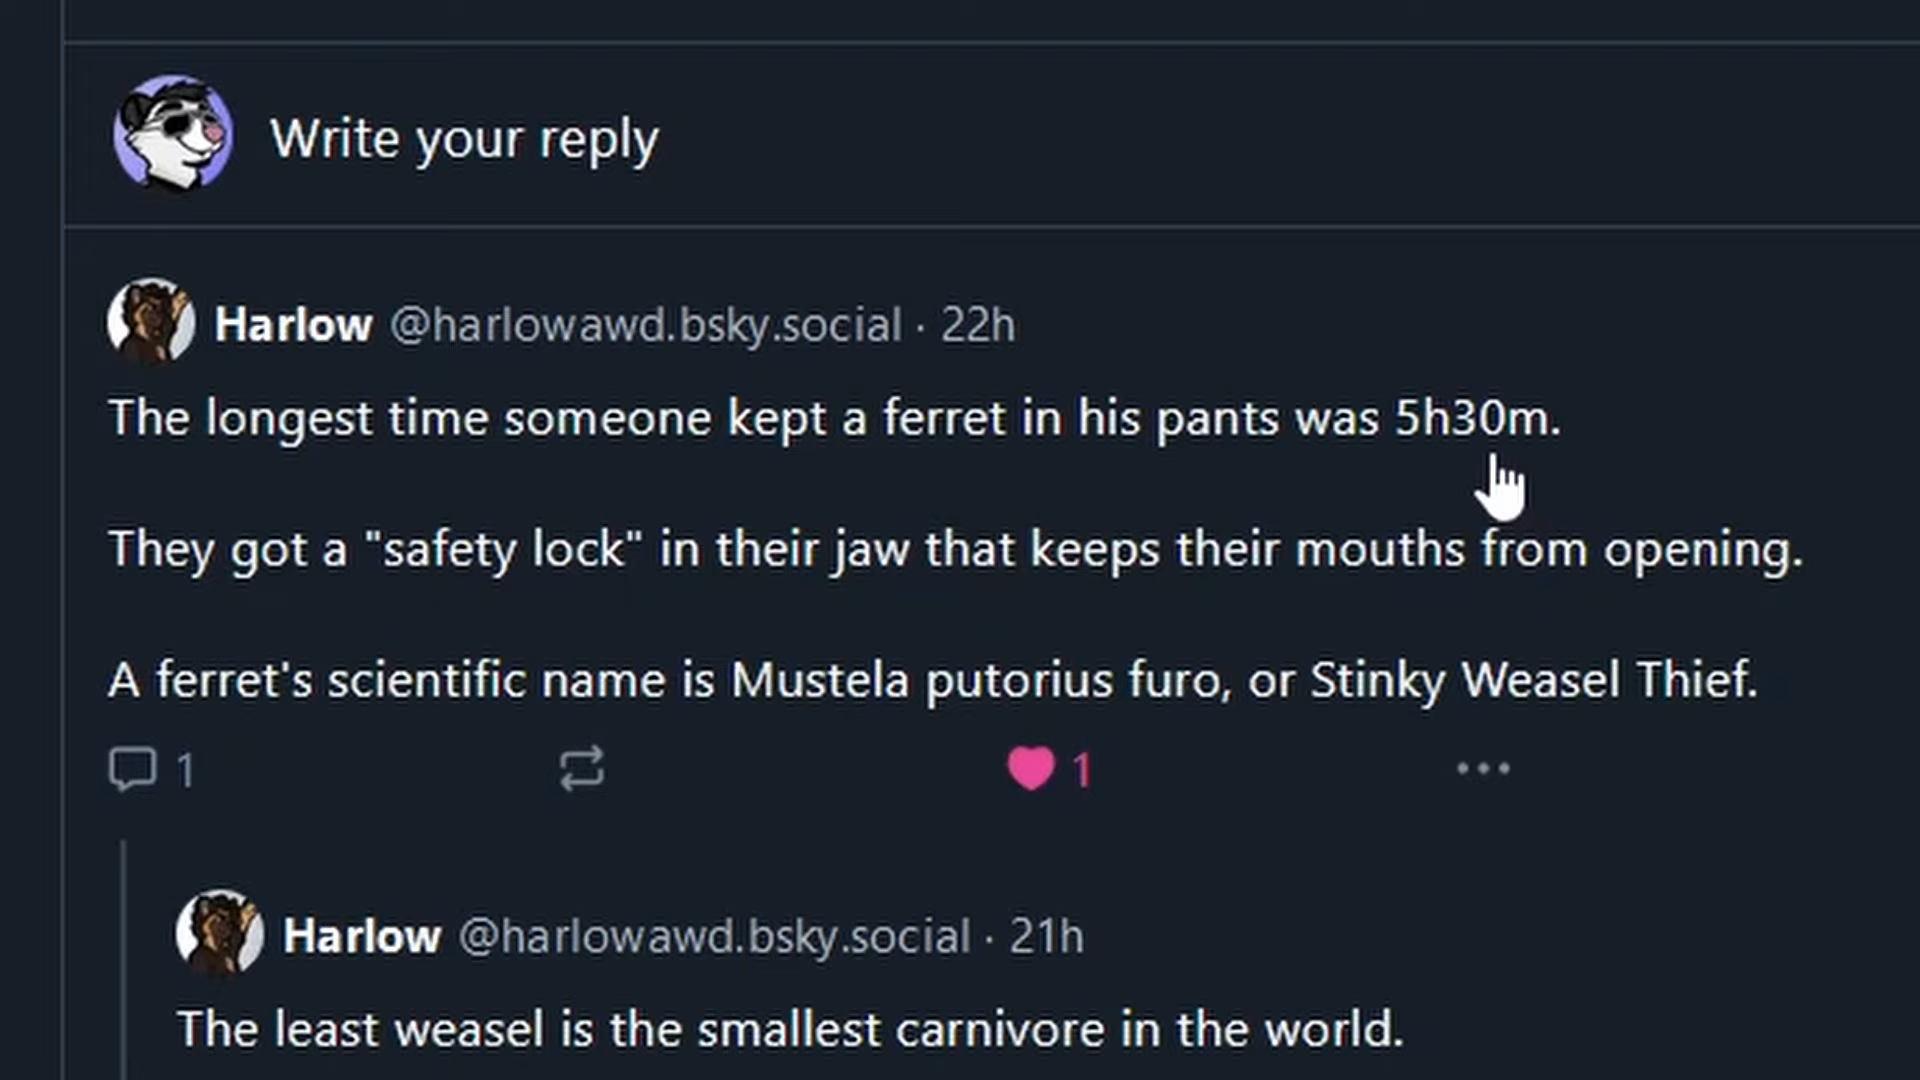 Write your reply
Harlow @harlowawd.bsky.social · 22h
The longest time someone kept a ferret in his pants was 5h30m.
They got a "safety lock" in their jaw that keeps their mouths from opening.
A ferret's scientific name is Mustela putorius furo, or Stinky Weasel Thief.
1 1
Harlow @harlowawd.bsky.social · 21h
The least weasel is the smallest carnivore in the world.